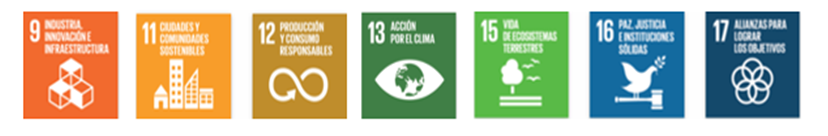 9 INDUSTRIA,
INNOVACIÓN E
INFRAESTRUCTURA
11 CIUDADES Y
COMUNIDADES
SOSTENIBLES
12 PRODUCCIÓN
Y CONSUMO
RESPONSABLES
13 ACCIÓN
POR EL CLIMA
15 VIDA
DE ECOSISTEMAS
TERRESTRES
16 PAZ, JUSTICIA
E INSTITUCIONES
SÓLIDAS
17 ALIANZAS PARA
LOGRAR
LOS OBJETIVOS